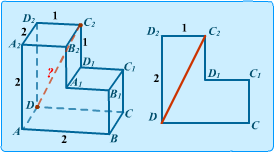 D₂ 1 C₂
2
A₂ B₂ 1 D₁ C₁
?
2 A₁ B₁
D C
A 2 B
D₂ 1 C₂
2 D₁ C₁
D C